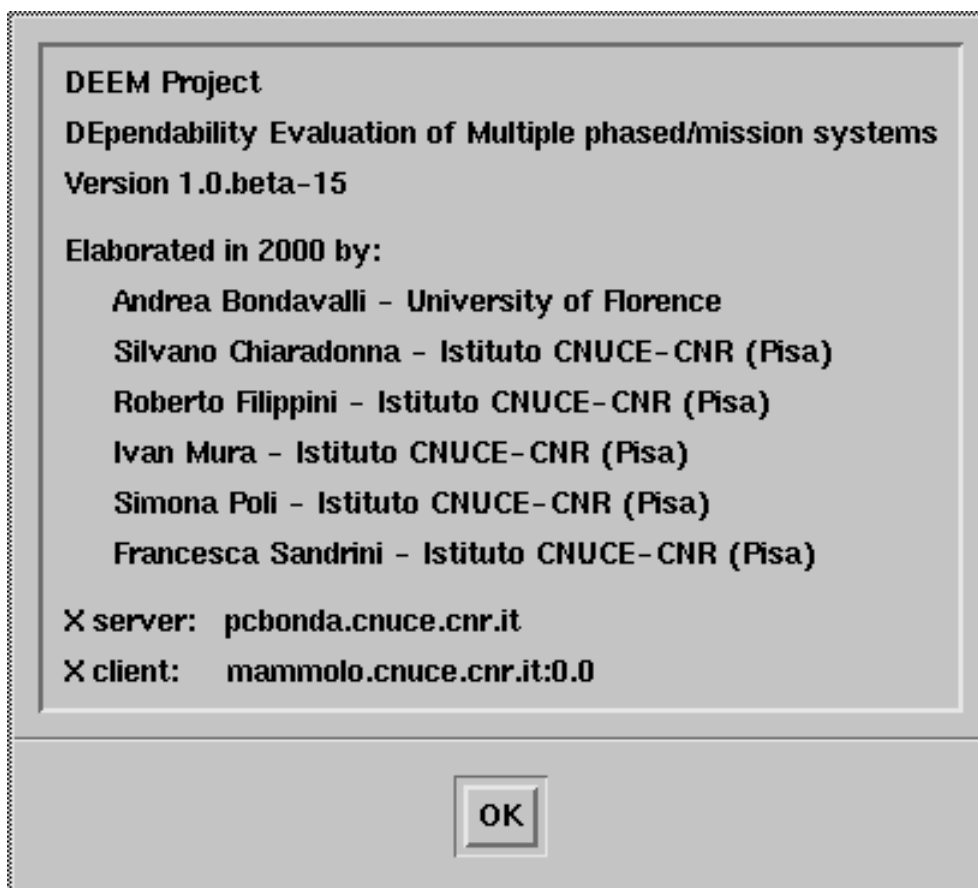 DEEM Project
DEpendability Evaluation of Multiple phased/mission systems
Version 1.0.beta-15
Elaborated in 2000 by:
Andrea Bondavalli - University of Florence
Silvano Chiaradonna - Istituto CNUCE-CNR (Pisa)
Roberto Filippini - Istituto CNUCE-CNR (Pisa)
Ivan Mura - Istituto CNUCE-CNR (Pisa)
Simona Poli - Istituto CNUCE-CNR (Pisa)
Francesca Sandrini - Istituto CNUCE-CNR (Pisa)
X server: pcbonda.cnuce.cnr.it
X client: mammolo.cnuce.cnr.it:0.0
OK